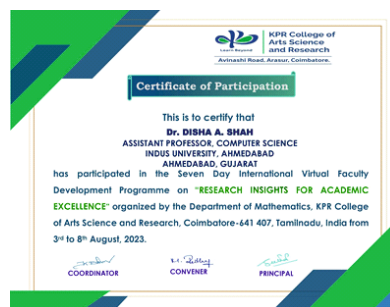 KPR College of
Arts Science
and Research
Learn Beyond
Avinashi Road, Arasur, Coimbatore.
Certificate of Participation
This is to certify that
Dr. DISHA A. SHAH
ASSISTANT PROFESSOR, COMPUTER SCIENCE
INDUS UNIVERSITY, AHMEDABAD
AHMEDABAD, GUJARAT
has participated in the Seven Day International Virtual Faculty
Development Programme on "RESEARCH INSIGHTS FOR ACADEMIC
EXCELLENCE" organized by the Department of Mathematics, KPR College
of Arts Science and Research, Coimbatore-641 407, Tamilnadu, India from
3rd to 8th August, 2023.
COORDINATOR
CONVENER
PRINCIPAL